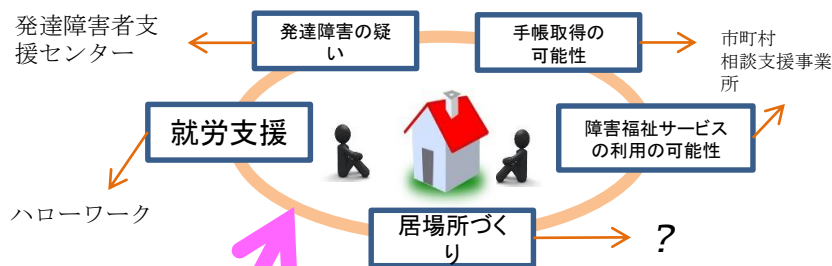 発達障害者支
援センター
発達障害の疑
い
手帳取得の
可能性
市町村
相談支援事業
所
就労支援
障害福祉サービス
の利用の可能性
ハローワーク
居場所づく
り
?